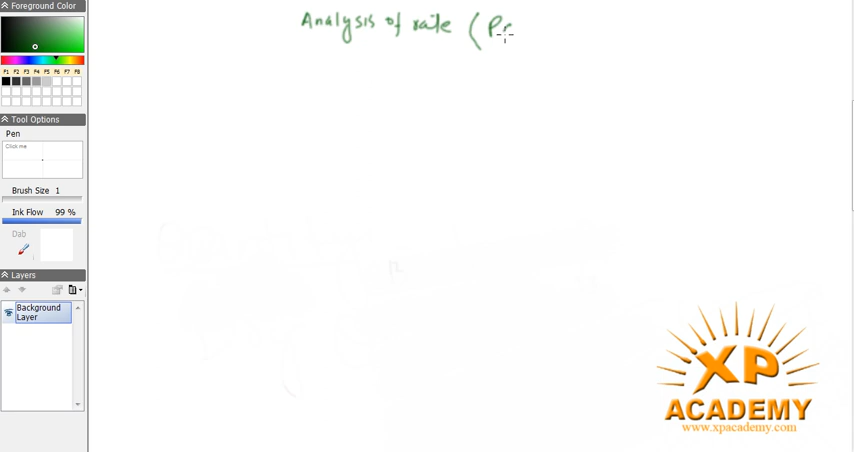 Foreground Color
P1 P2 P3 P4 P5 P6 P7 P8
Tool Options
Pen
Click me
Brush Size 1
Ink Flow 99 %
Dab
Layers
Background
Layer
Analysis of rate (Pr
XP
ACADEMY
www.xpacademy.com